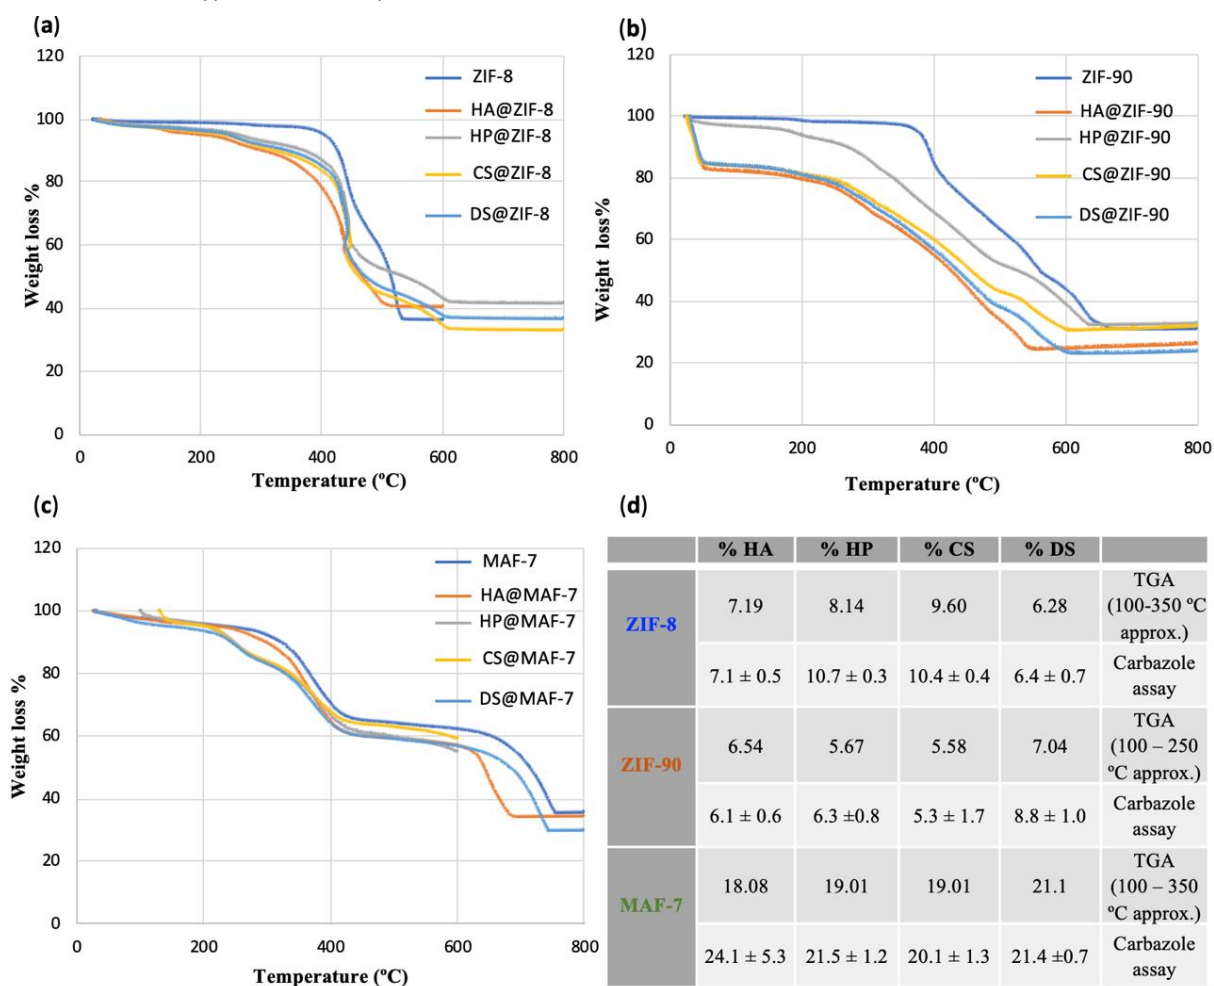 (a)
120
100
80
60
40
20
0
Weight loss %
0 200 400 600 800
Temperature (ºC)
ZIF-8
HA@ZIF-8
HP@ZIF-8
CS@ZIF-8
DS@ZIF-8
(b)
120
100
80
60
40
20
0
Weight loss%
0 200 400 600 800
Temperature (ºC)
ZIF-90
HA@ZIF-90
HP@ZIF-90
CS@ZIF-90
DS@ZIF-90
(c)
120
100
80
60
40
20
0
Weight loss %
0 200 400 600 800
Temperature (ºC)
MAF-7
HA@MAF-7
HP@MAF-7
CS@MAF-7
DS@MAF-7
(d)
% HA % HP % CS % DS
ZIF-8
7.19 8.14 9.60 6.28
TGA
(100-350 ºC
approx.)
7.1 ± 0.5 10.7 ± 0.3 10.4 ± 0.4 6.4 ± 0.7
Carbazole
assay
ZIF-90
6.54 5.67 5.58 7.04
TGA
(100 – 250
ºC approx.)
6.1 ± 0.6 6.3 ±0.8 5.3 ± 1.7 8.8 ± 1.0
Carbazole
assay
MAF-7
18.08 19.01 19.01 21.1
TGA
(100 – 350
ºC approx.)
24.1 ± 5.3 21.5 ± 1.2 20.1 ± 1.3 21.4 ±0.7
Carbazole
assay